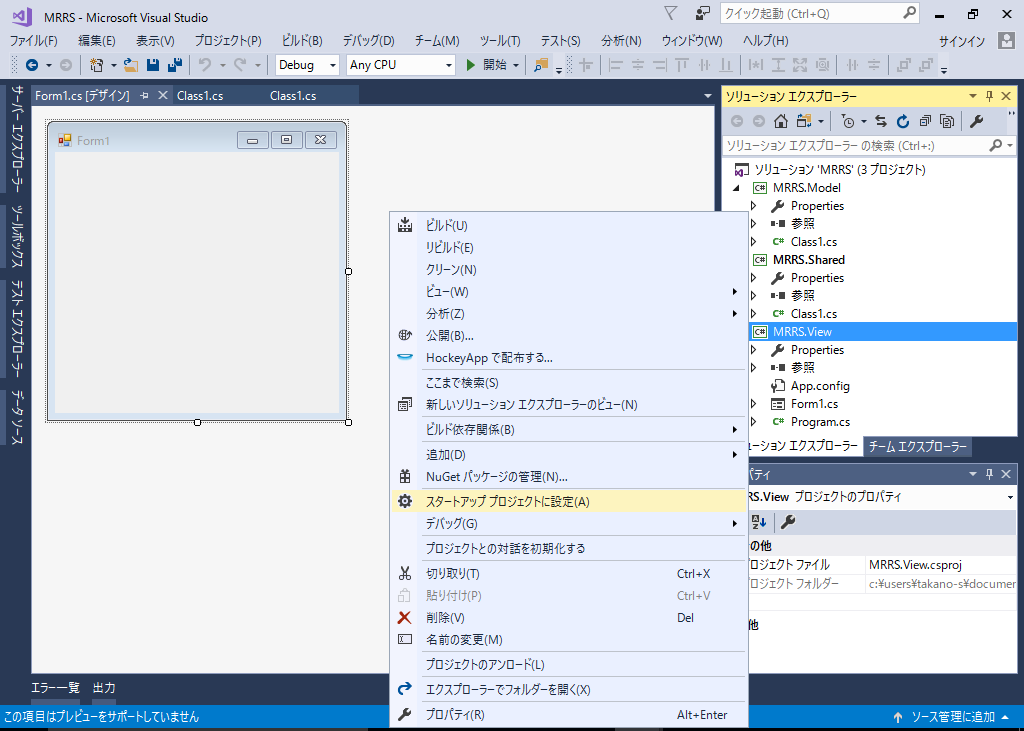 MRRS - Microsoft Visual Studio
クイック起動 (Ctrl+Q)
ファイル(F) 編集(E) 表示(V) プロジェクト(P) ビルド(B) デバッグ(D) チーム(M) ツール(T) テスト(S) 分析(N) ウィンドウ(W) ヘルプ(H) サインイン
Debug Any CPU 開始
サーバー エクスプローラー
ツールボックス
テスト エクスプローラー
データ ソース
Form1.cs [デザイン] Class1.cs Class1.cs
Form1
ビルド(U)
リビルド(E)
クリーン(N)
ビュー(W)
分析(Z)
公開(B)...
HockeyApp で配布する...
ここまで検索(S)
新しいソリューション エクスプローラーのビュー(N)
ビルド依存関係(B)
追加(D)
NuGet パッケージの管理(N)...
スタートアップ プロジェクトに設定(A)
デバッグ(G)
プロジェクトとの対話を初期化する
切り取り(T) Ctrl+X
貼り付け(P) Ctrl+V
削除(V) Del
名前の変更(M)
プロジェクトのアンロード(L)
エクスプローラーでフォルダーを開く(X)
プロパティ(R) Alt+Enter
ソリューション エクスプローラー
ソリューション エクスプローラー の検索 (Ctrl+:)
ソリューション 'MRRS' (3 プロジェクト)
C# MRRS.Model
Properties
参照
C# Class1.cs
C# MRRS.Shared
Properties
参照
C# Class1.cs
C# MRRS.View
Properties
参照
App.config
Form1.cs
C# Program.cs
ーション エクスプローラー チーム エクスプローラー
パティ
RS.View プロジェクトのプロパティ
の他
ロジェクト ファイル MRRS.View.csproj
ロジェクト フォルダー c:¥users¥takano-s¥documen
他
エラー一覧 出力
この項目はプレビューをサポートしていません
ソース管理に追加